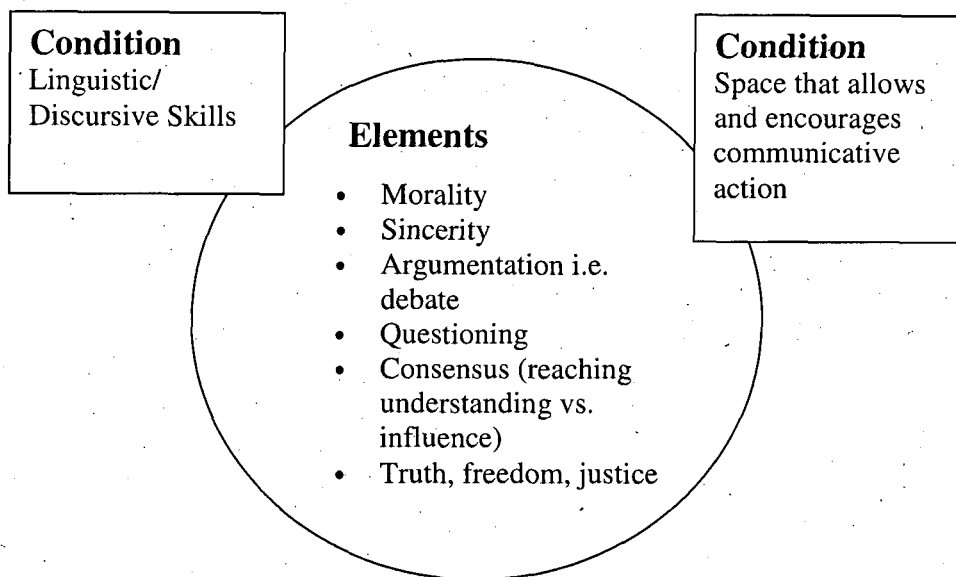 Condition
Linguistic/
Discursive Skills
Condition
Space that allows
and encourages
communicative
action
Elements
• Morality
• Sincerity
• Argumentation i.e.
debate
• Questioning
• Consensus (reaching
understanding vs.
influence)
• Truth, freedom, justice